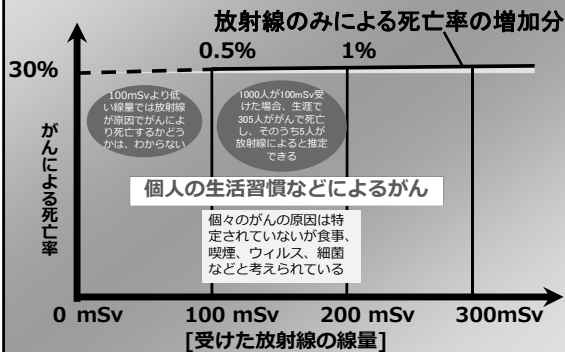 放射線のみによる死亡率の増加分
0.5%
1%
30%
100mSvより低
い線量では放射線
が原因でがんによ
り死亡するかどう
かは、わからない
1000人が100mSv受
けた場合、生涯で
305人ががんで死亡
し、そのうち5人が
放射線によると推定
できる
がんによる死亡率
個人の生活習慣などによるがん
個々のがんの原因は特
定されていないが食事、
喫煙、ウィルス、細菌
などと考えられている
0 mSv
100 mSv
200 mSv
300mSv
[受けた放射線の線量]